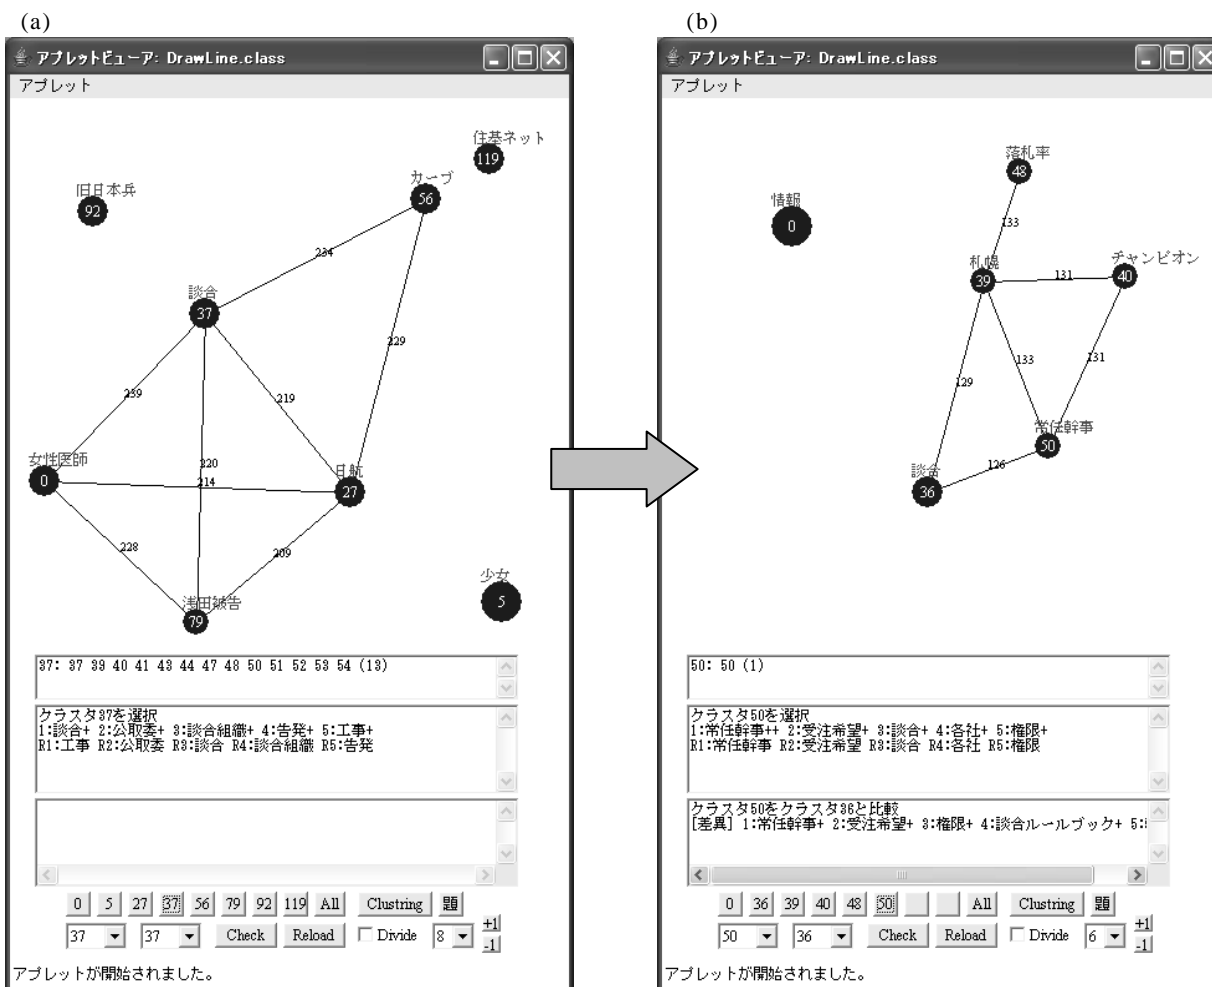 (a)
アプレットビューア: DrawLine.class
アプレット
住基ネット
119
カープ
56
旧日本兵
92
234
談合
37
229
239
219
女性医師
0
220
214
日航
27
228
209
浅田被告
79
少女
5
37: 37 39 40 41 43 44 47 48 50 51 52 53 54 (13)
クラスタ37を選択
1:談合+ 2:公取委+ 3:談合組織+ 4:告発+ 5:工事+
R1:工事 R2:公取委 R3:談合 R4:談合組織 R5:告発
0 5 27 37 56 79 92 119 All Clustring 題
37 37 Check Reload Divide 8 +1 -1
アプレットが開始されました。
(b)
アプレットビューア: DrawLine.class
アプレット
落札率
48
情報
0
133
札幌
39
131
チャンピオン
40
129
133
131
常任幹事
50
126
談合
36
50: 50 (1)
クラスタ50を選択
1:常任幹事++ 2:受注希望+ 3:談合+ 4:各社+ 5:権限+
R1:常任幹事 R2:受注希望 R3:談合 R4:各社 R5:権限
クラスタ50をクラスタ36と比較
[差異] 1:常任幹事+ 2:受注希望+ 3:権限+ 4:談合ルールブック+ 5:
0 36 39 40 48 50 All Clustring 題
50 36 Check Reload Divide 6 +1 -1
アプレットが開始されました。